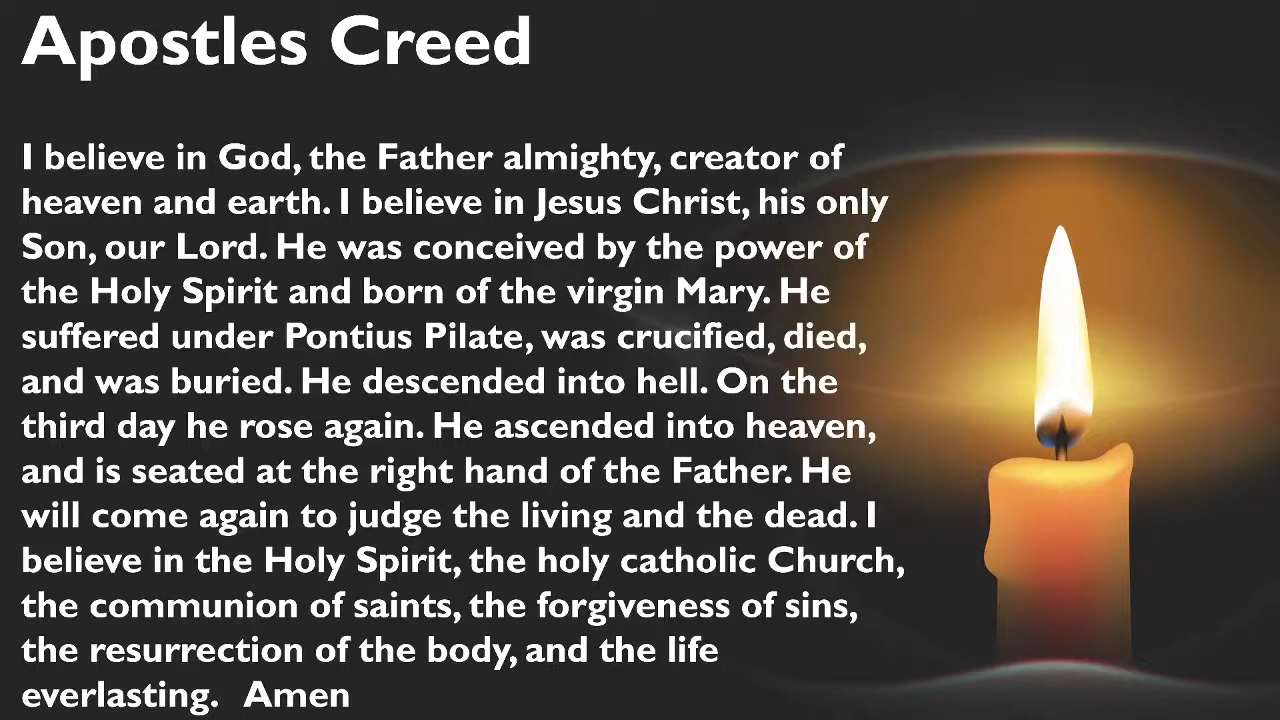 Apostles Creed
I believe in God, the Father almighty, creator of
heaven and earth. I believe in Jesus Christ, his only
Son, our Lord. He was conceived by the power of
the Holy Spirit and born of the virgin Mary. He
suffered under Pontius Pilate, was crucified, died,
and was buried. He descended into hell. On the
third day he rose again. He ascended into heaven,
and is seated at the right hand of the Father. He
will come again to judge the living and the dead. I
believe in the Holy Spirit, the holy catholic Church,
the communion of saints, the forgiveness of sins,
the resurrection of the body, and the life
everlasting. Amen